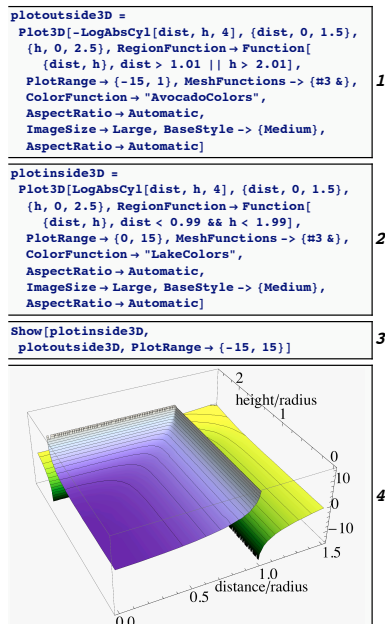 plotoutside3D =
Plot3D[-LogAbsCyl[dist, h, 4], {dist, 0, 1.5},
{h, 0, 2.5}, RegionFunction → Function[
{dist, h}, dist > 1.01 || h > 2.01],
PlotRange → {-15, 1}, MeshFunctions -> {#3 &},
ColorFunction → "AvocadoColors",
AspectRatio → Automatic,
ImageSize → Large, BaseStyle -> {Medium},
AspectRatio → Automatic]
1
plotinside3D =
Plot3D[LogAbsCyl[dist, h, 4], {dist, 0, 1.5},
{h, 0, 2.5}, RegionFunction → Function[
{dist, h}, dist < 0.99 && h < 1.99],
PlotRange → {0, 15}, MeshFunctions -> {#3 &},
ColorFunction → "LakeColors",
AspectRatio → Automatic,
ImageSize → Large, BaseStyle -> {Medium},
AspectRatio → Automatic]
2
Show[plotinside3D,
plotoutside3D, PlotRange → {-15, 15}]
3
2
height/radius
1
0
10
0
-10
1.5
1.0
distance/radius
0.5
0.0
4